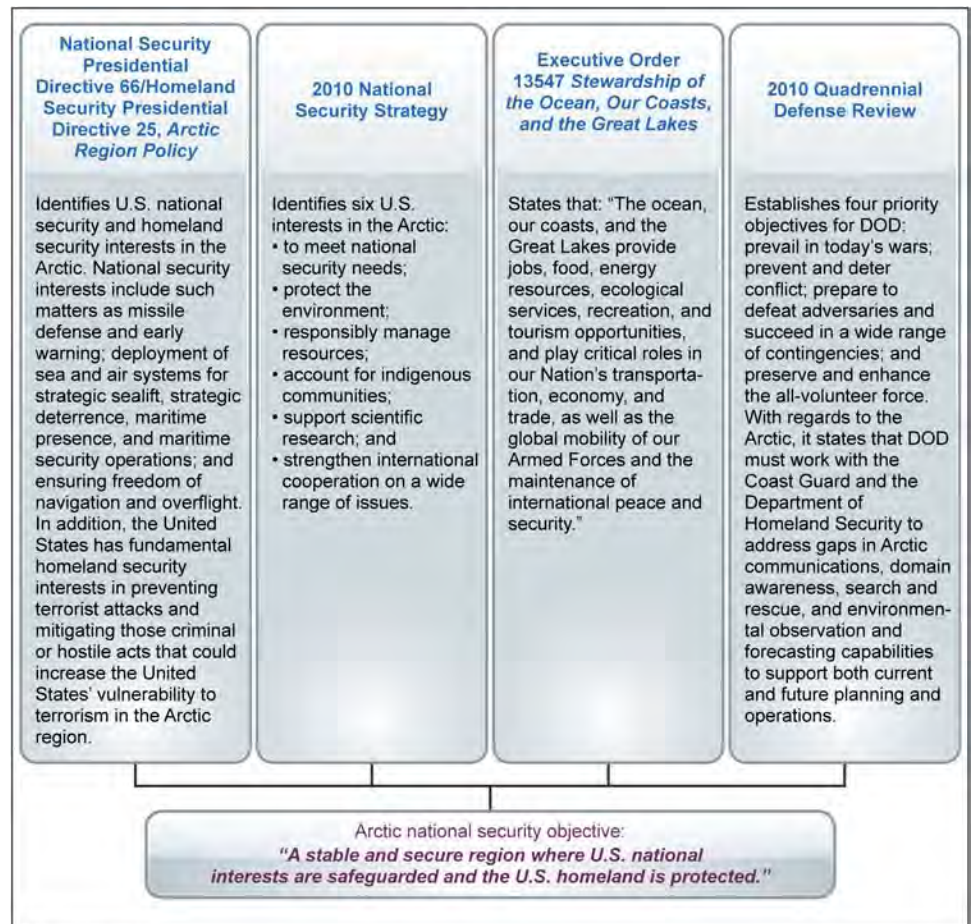 National Security
Presidential
Directive 66/Homeland
Security Presidential
Directive 25, Arctic
Region Policy
Identifies U.S. national
security and homeland
security interests in the
Arctic. National security
interests include such
matters as missile
defense and early
warning; deployment of
sea and air systems for
strategic sealift, strategic
deterrence, maritime
presence, and maritime
security operations; and
ensuring freedom of
navigation and overflight.
In addition, the United
States has fundamental
homeland security
interests in preventing
terrorist attacks and
mitigating those criminal
or hostile acts that could
increase the United
States' vulnerability to
terrorism in the Arctic
region.
2010 National
Security Strategy
Identifies six U.S.
interests in the Arctic:
• to meet national
security needs;
• protect the
environment;
• responsibly manage
resources;
• account for indigenous
communities;
• support scientific
research; and
• strengthen international
cooperation on a wide
range of issues.
Executive Order
13547 Stewardship of
the Ocean, Our Coasts,
and the Great Lakes
States that: “The ocean,
our coasts, and the
Great Lakes provide
jobs, food, energy
resources, ecological
services, recreation, and
tourism opportunities,
and play critical roles in
our Nation’s transporta-
tion, economy, and
trade, as well as the
global mobility of our
Armed Forces and the
maintenance of
international peace and
security.”
2010 Quadrennial
Defense Review
Establishes four priority
objectives for DOD:
prevail in today’s wars;
prevent and deter
conflict; prepare to
defeat adversaries and
succeed in a wide range
of contingencies; and
preserve and enhance
the all-volunteer force.
With regards to the
Arctic, it states that DOD
must work with the
Coast Guard and the
Department of
Homeland Security to
address gaps in Arctic
communications, domain
awareness, search and
rescue, and environmen-
tal observation and
forecasting capabilities
to support both current
and future planning and
operations.
Arctic national security objective:
“A stable and secure region where U.S. national
interests are safeguarded and the U.S. homeland is protected.”